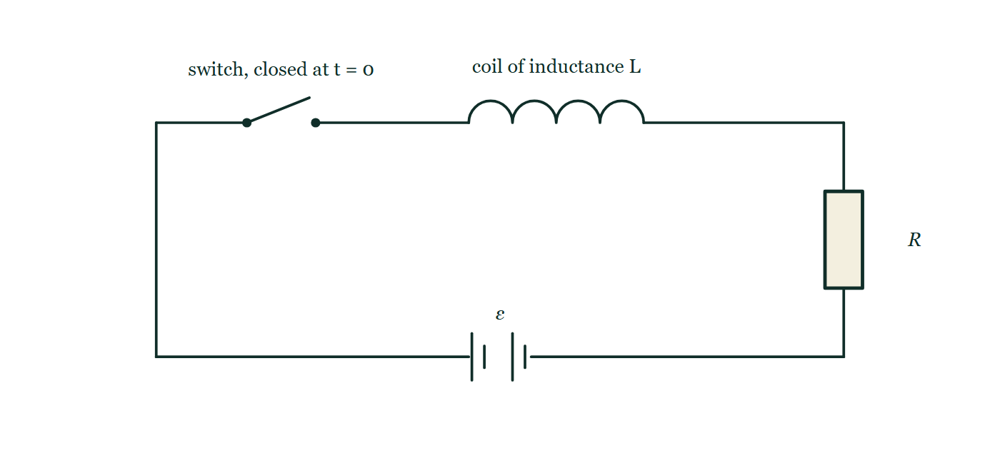 switch, closed at t = 0
coil of inductance L
R
ε